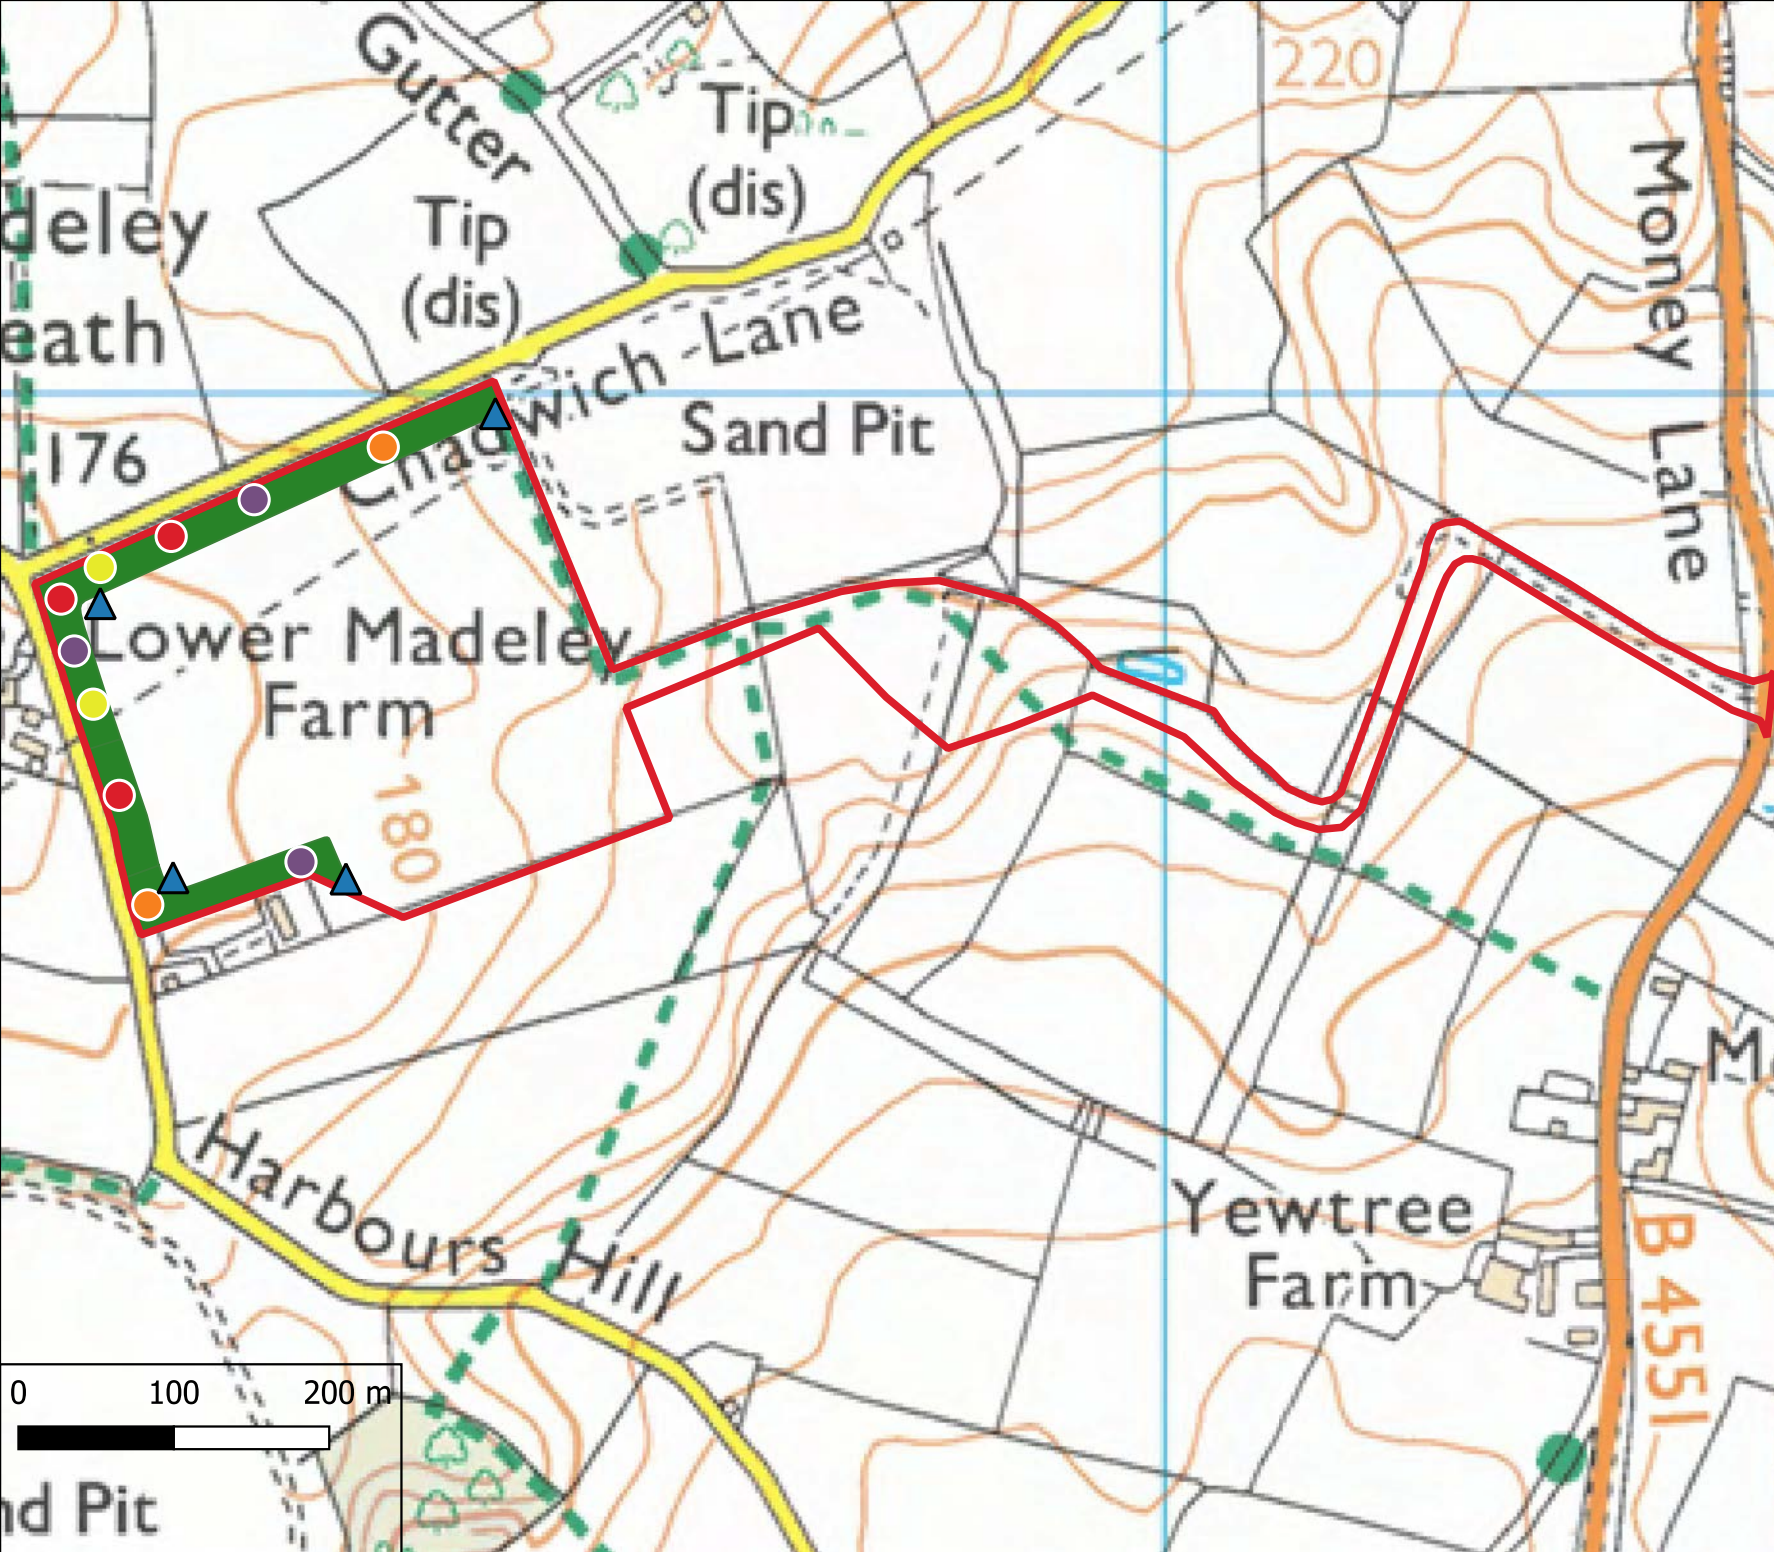 Gutter
Tip
(dis)
Tip
(dis)
220
Money
Lane
deley
eath
176
Chadwich Lane
Sand Pit
Lower Madeley
Farm
180
Harbours Hill
Yewtree
Farm
B 4551
0 100 200 m
nd Pit